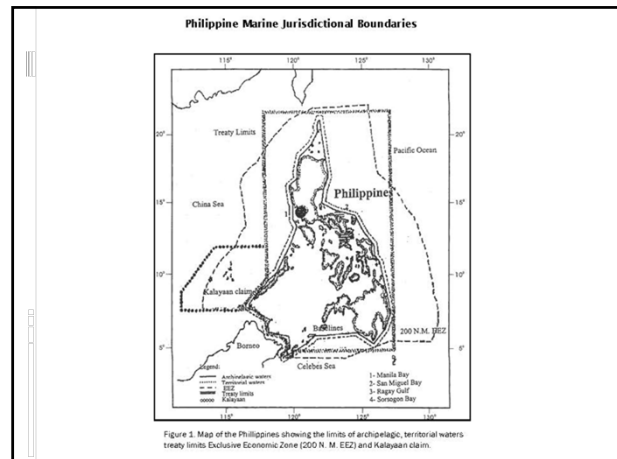 Philippine Marine Jurisdictional Boundaries
115° 120° 125° 130°
Treaty Limits
20° 20°
Pacific Ocean
Philippines
China Sea
15° 1 2 15°
10° Kalayaan claim 10°
Baselines 200 N.M. EEZ
5° Borneo 5°
Celebes Sea
Legend:
Archipelagic waters
Territorial waters
EEZ
Treaty limits
Kalayaan
1- Manila Bay
2- San Miguel Bay
3- Ragay Gulf
4- Sorsogon Bay
115° 120° 125° 130°
Figure 1. Map of the Phillippines showing the limits of archipelagic, territorial waters
treaty limits Exclusive Economic Zone (200 N. M. EEZ) and Kalayaan claim.